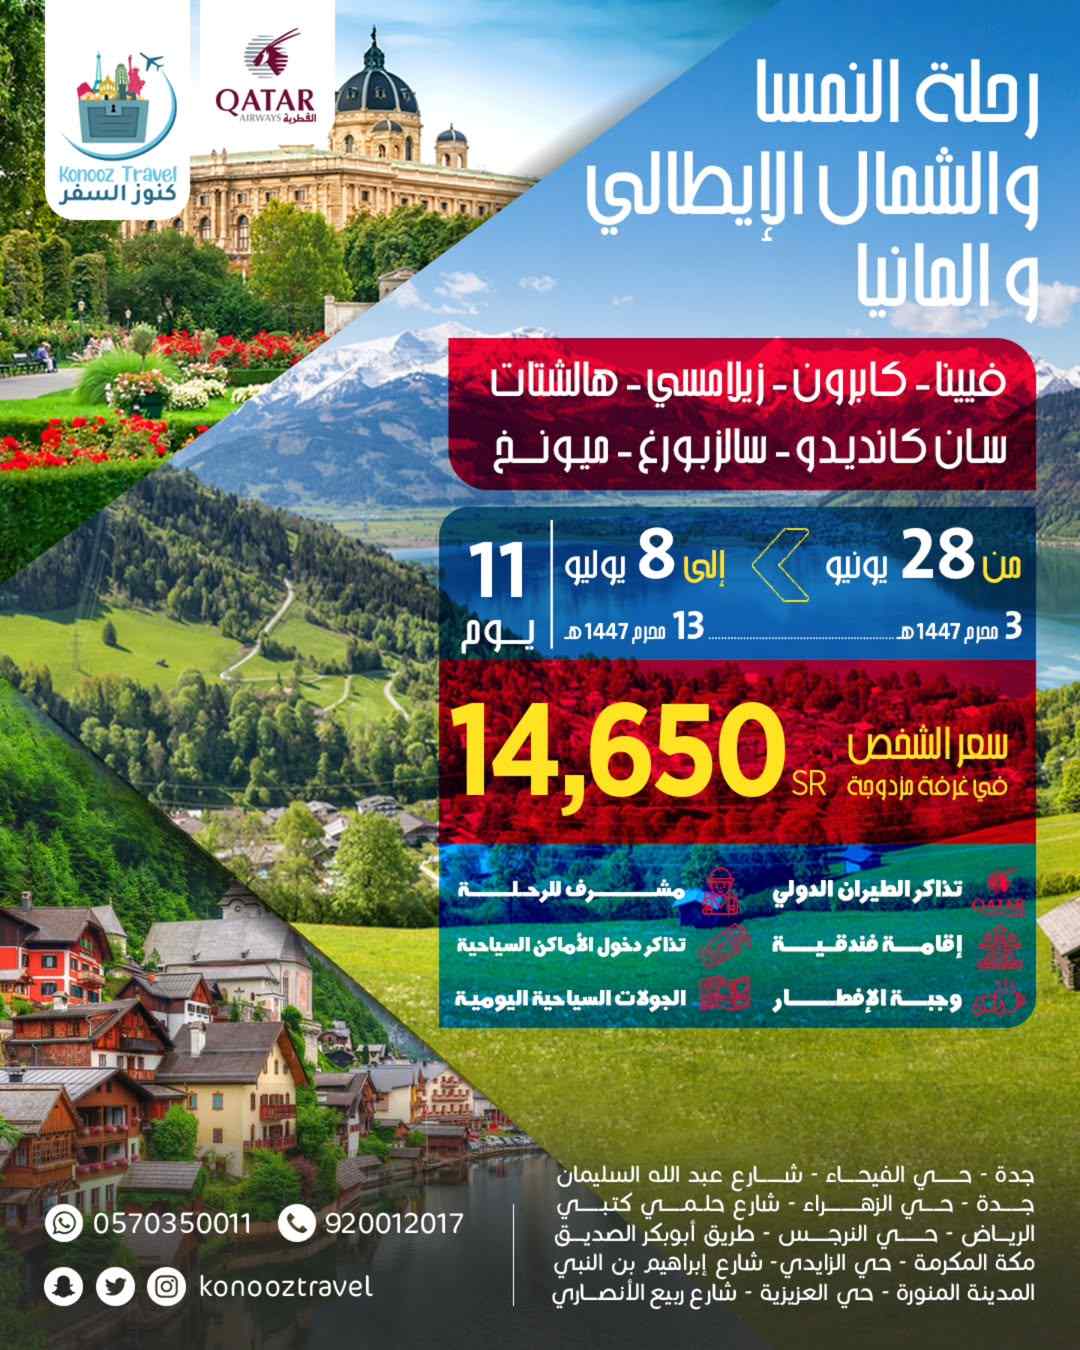 Konooz Travel
كنوز السفر
QATAR
AIRWAYS القطرية
رحلة النمسا
والشمال الإيطالي
و المانيا
فيينا - كابرون - زيلامسي - هالشتات
سان كانديدو - سالزبورغ - ميونخ
من 28 يونيو إلى 8 يوليو
3 محرم 1447هـ 13 محرم 1447هـ
11
يوم
سعر الشخص
في غرفة مزدوجة
14,650 SR
QATAR
تذاكر الطيران الدولي
مشرف للرحلة
إقامة فندقية
تذاكر دخول الأماكن السياحية
وجبة الإفطار
الجولات السياحية اليومية
جدة - حي الفيحاء - شارع عبد الله السليمان
جدة - حي الزهراء - شارع حلمي كتبي
الرياض - حي النرجس - طريق أبوبكر الصديق
مكة المكرمة - حي الزايدي - شارع إبراهيم بن النبي
المدينة المنورة - حي العزيزية - شارع ربيع الأنصاري
0570350011 920012017
konooztravel